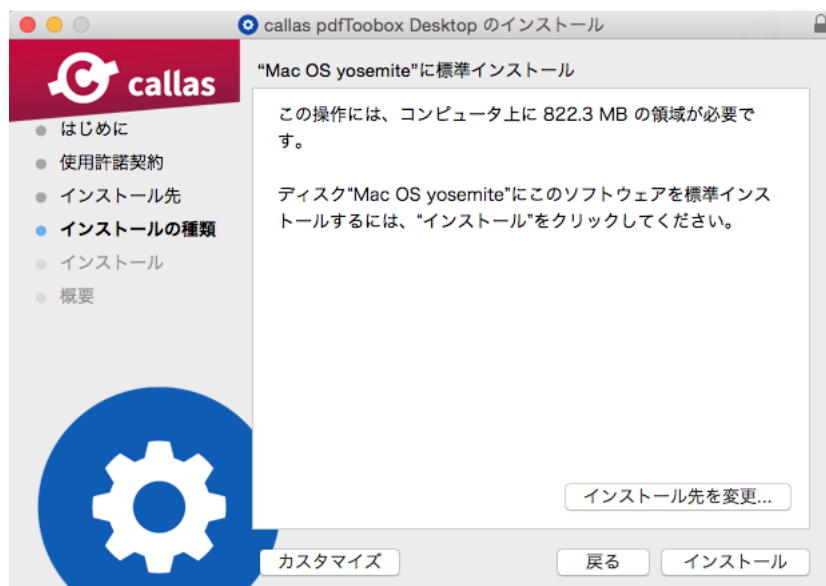 callas pdfToobox Desktop のインストール
callas
はじめに
使用許諾契約
インストール先
インストールの種類
インストール
概要
“Mac OS yosemite”に標準インストール
この操作には、コンピュータ上に 822.3 MB の領域が必要で
す。
ディスク“Mac OS yosemite”にこのソフトウェアを標準インス
トールするには、“インストール”をクリックしてください。
インストール先を変更...
カスタマイズ
戻る
インストール